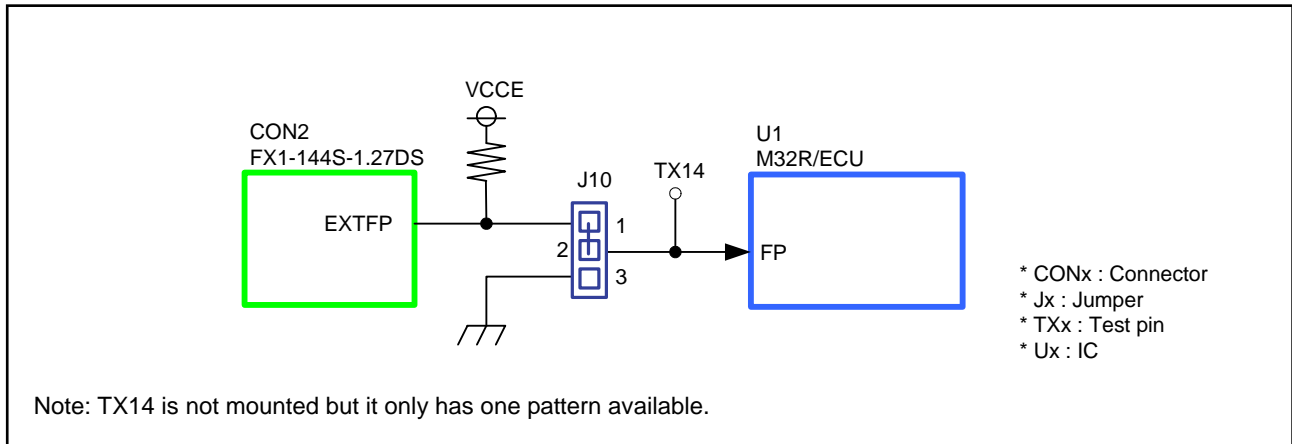 VCCE
CON2
FX1-144S-1.27DS
U1
M32R/ECU
J10
TX14
EXTFP
1
2
3
FP
* CONx : Connector
* Jx : Jumper
* TXx : Test pin
* Ux : IC
Note: TX14 is not mounted but it only has one pattern available.